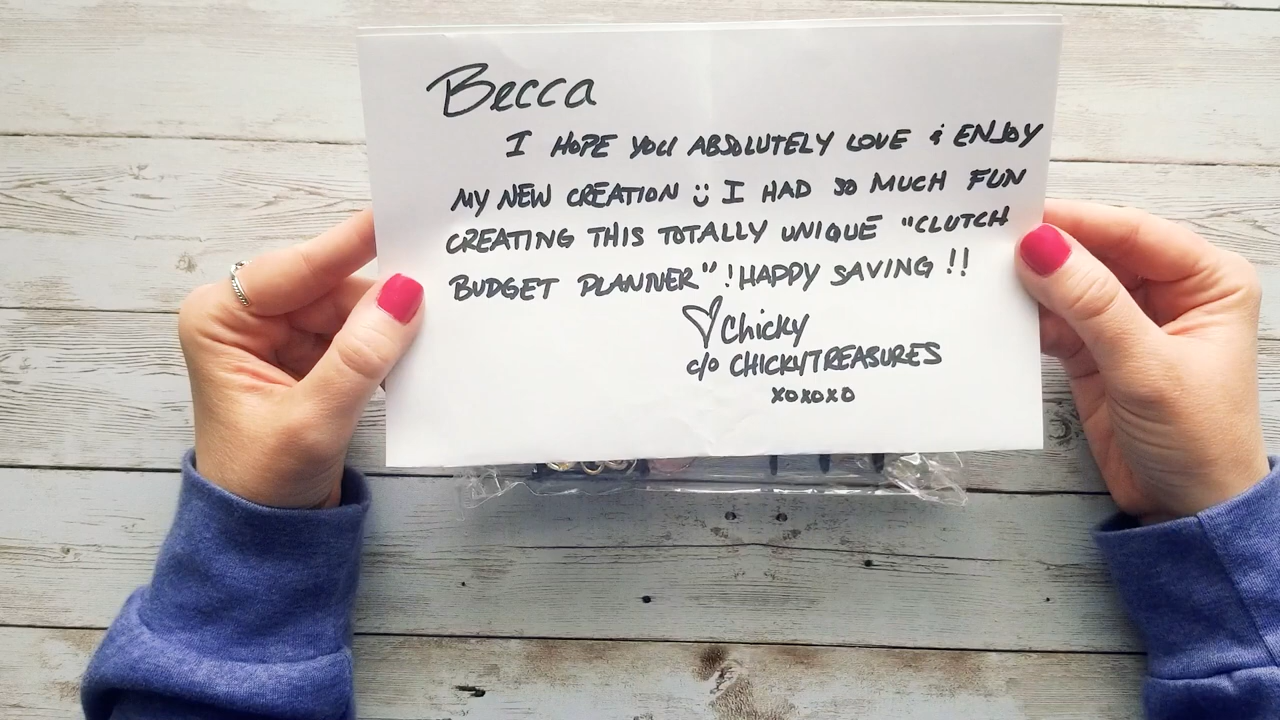 Becca
I HOPE YOU ABSOLUTELY LOVE & ENJOY
MY NEW CREATION :) I HAD SO MUCH FUN
CREATING THIS TOTALLY UNIQUE "CLUTCH
BUDGET PLANNER"! HAPPY SAVING!!
♡ Chicky
c/o CHICKYTREASURES
XOXOXO